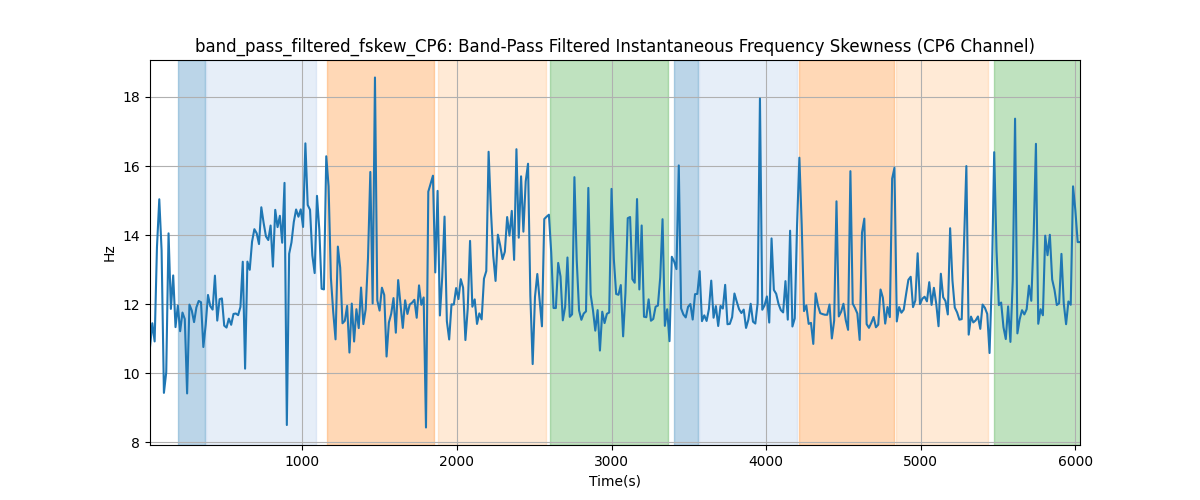 band_pass_filtered_fskew_CP6: Band-Pass Filtered Instantaneous Frequency Skewness (CP6 Channel)
Hz
18
16
14
12
10
8
1000 2000 3000 4000 5000 6000
Time(s)